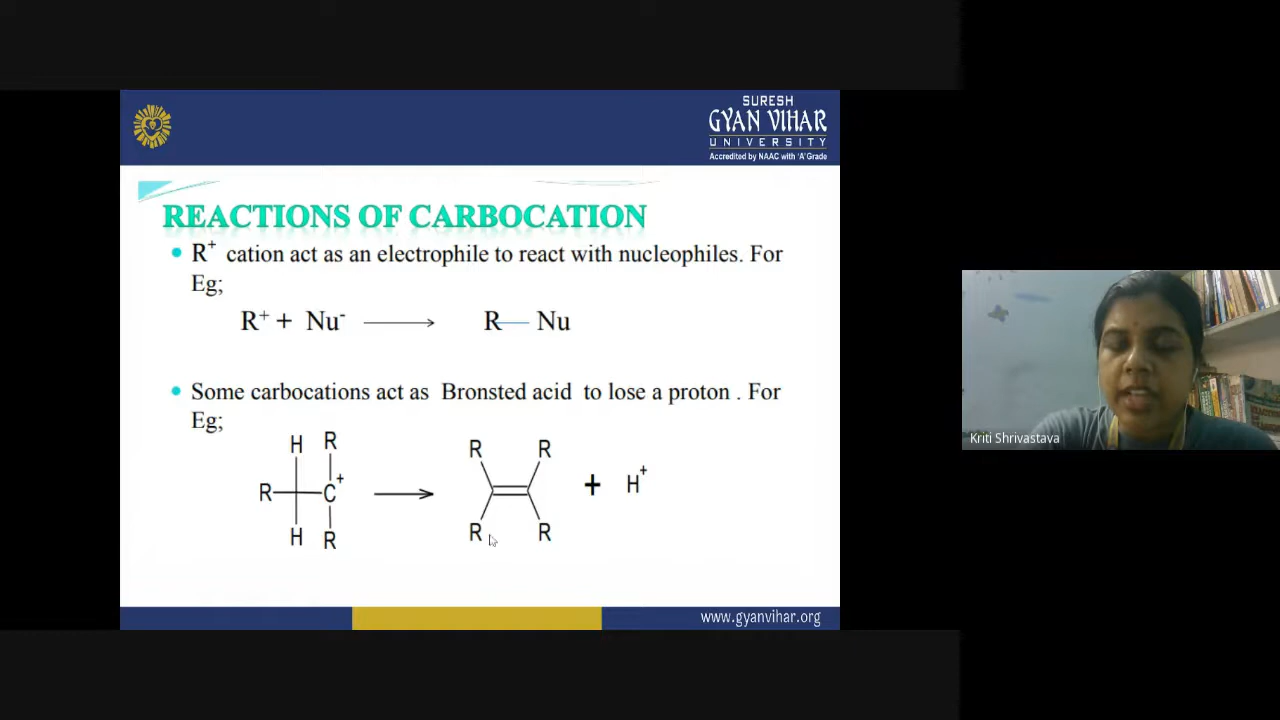 SURESH
GYAN VIHAR
UNIVERSITY
Accredited by NAAC with 'A' Grade
REACTIONS OF CARBOCATION
• R+ cation act as an electrophile to react with nucleophiles. For
Eg;
R+ + Nu- → R— Nu
• Some carbocations act as Bronsted acid to lose a proton . For
Eg;
H R R R
R C+ → + H+
H R R R
Kriti Shrivastava
www.gyanvihar.org